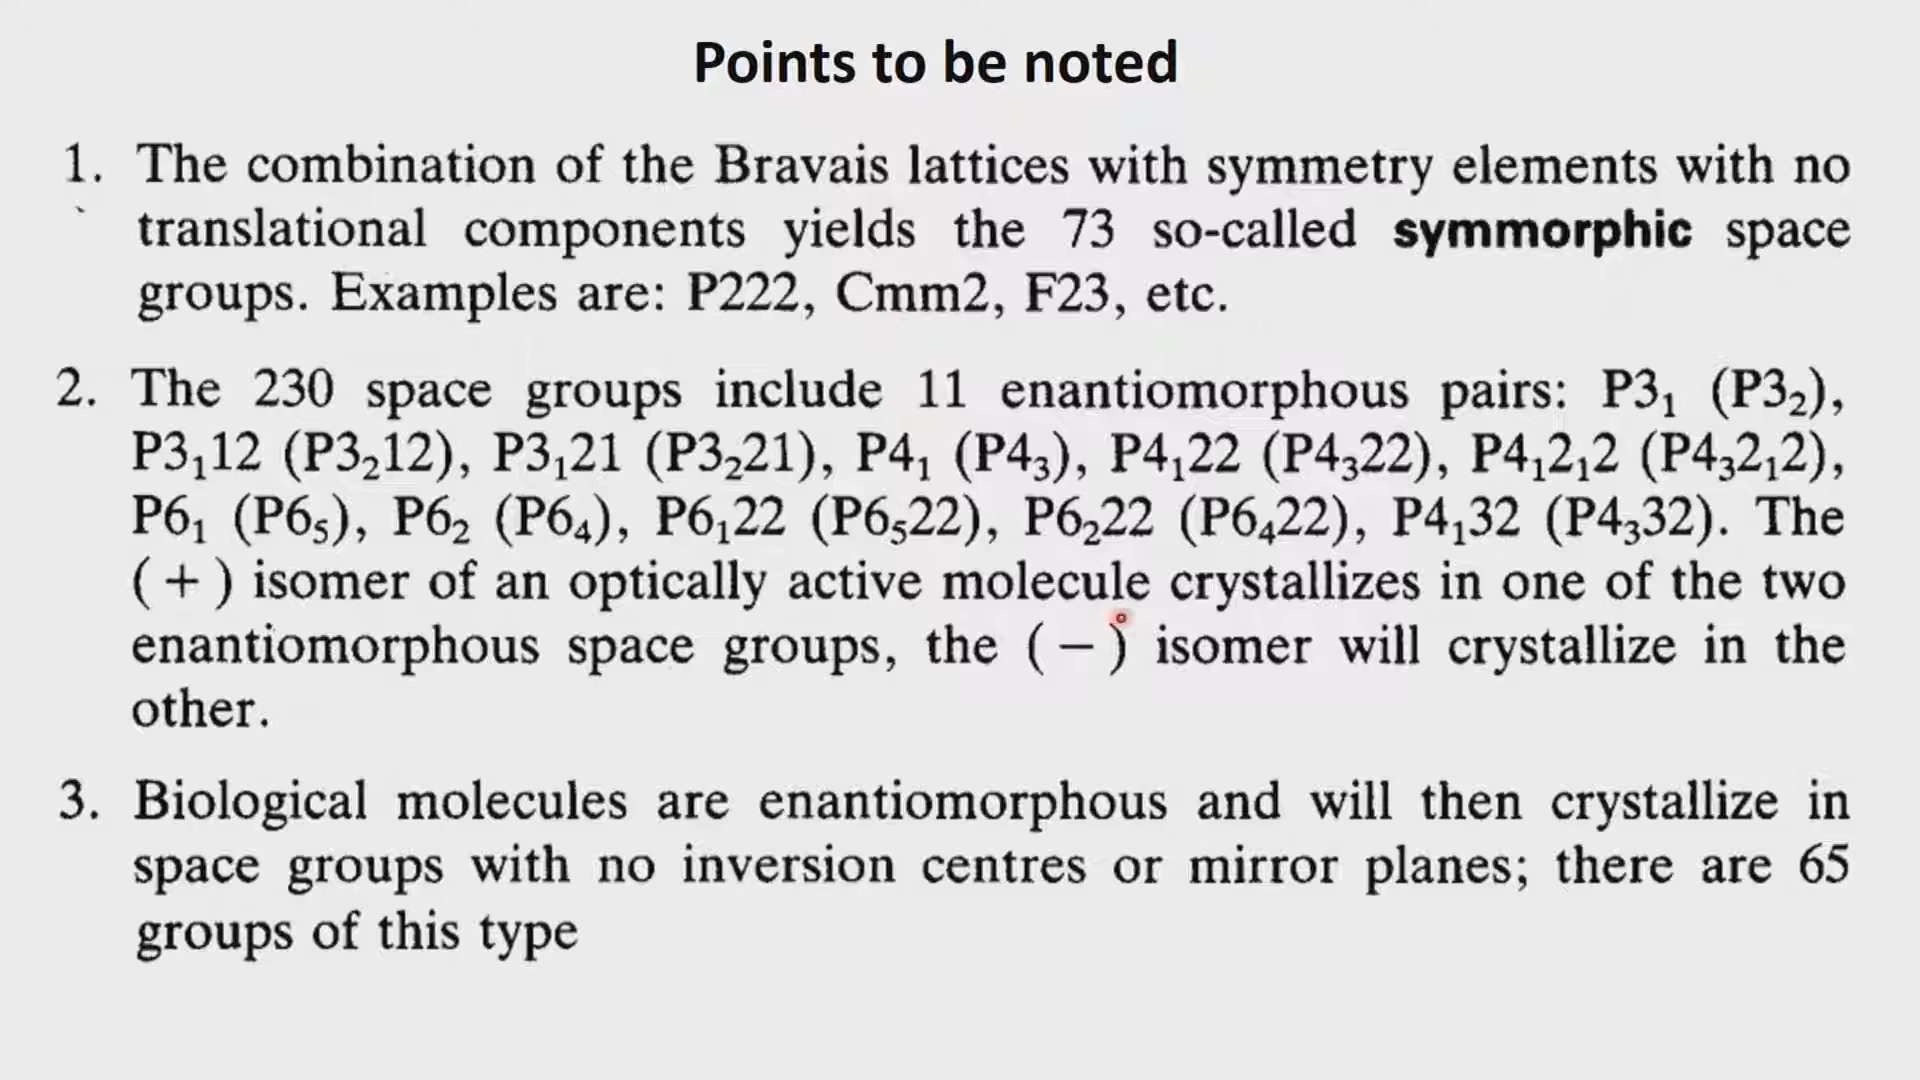 Points to be noted
1. The combination of the Bravais lattices with symmetry elements with no
translational components yields the 73 so-called symmorphic space
groups. Examples are: P222, Cmm2, F23, etc.
2. The 230 space groups include 11 enantiomorphous pairs: P3₁ (P3₂),
P3₁12 (P3₂12), P3₁21 (P3₂21), P4₁ (P4₃), P4₁22 (P4₃22), P4₁2₁2 (P4₃2₁2),
P6₁ (P6₅), P6₂ (P6₄), P6₁22 (P6₅22), P6₂22 (P6₄22), P4₁32 (P4₃32). The
(+) isomer of an optically active molecule crystallizes in one of the two
enantiomorphous space groups, the (−) isomer will crystallize in the
other.
3. Biological molecules are enantiomorphous and will then crystallize in
space groups with no inversion centres or mirror planes; there are 65
groups of this type